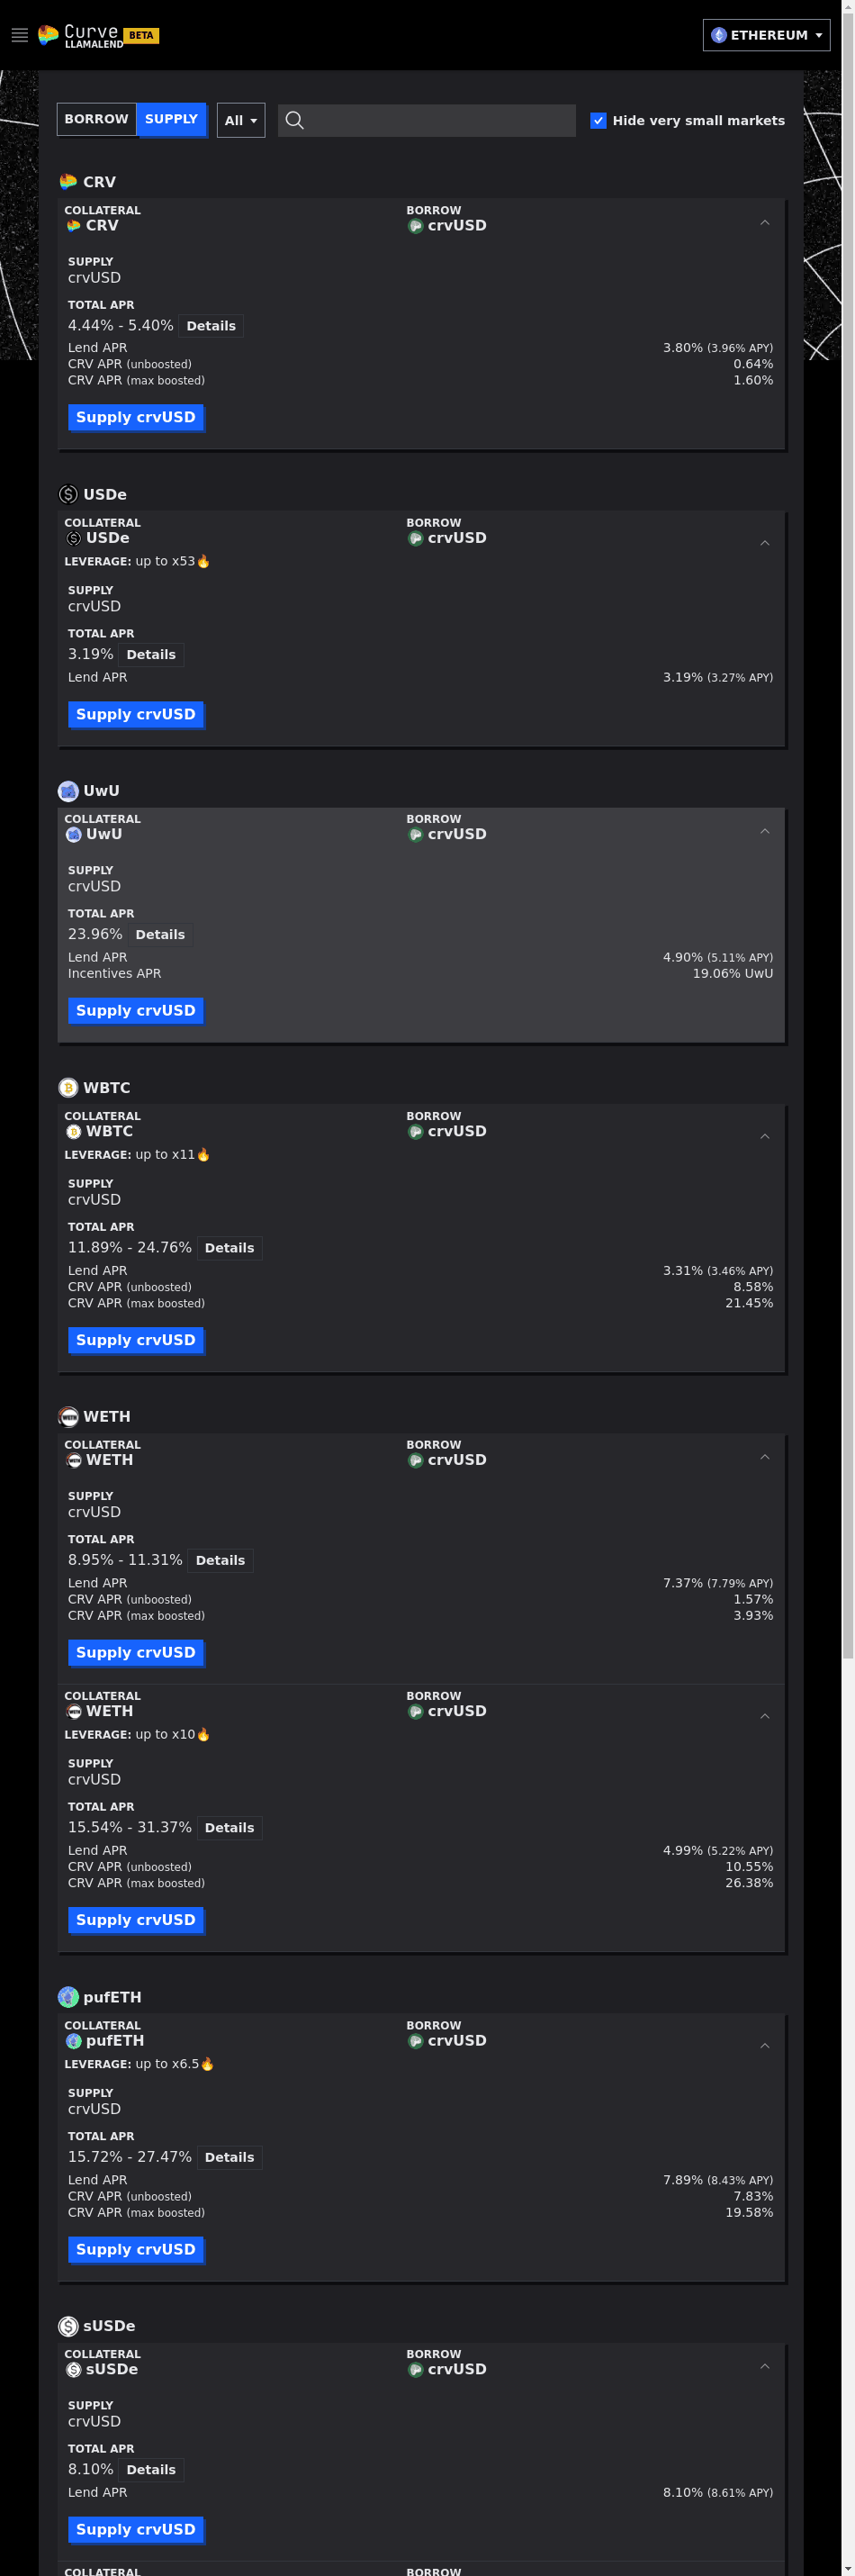 Curve
LLAMALEND BETA
ETHEREUM
BORROW SUPPLY All Hide very small markets
CRV
COLLATERAL BORROW
CRV crvUSD
SUPPLY
crvUSD
TOTAL APR
4.44% - 5.40% Details
Lend APR 3.80% (3.96% APY)
CRV APR (unboosted) 0.64%
CRV APR (max boosted) 1.60%
Supply crvUSD
USDe
COLLATERAL BORROW
USDe crvUSD
LEVERAGE: up to x53🔥
SUPPLY
crvUSD
TOTAL APR
3.19% Details
Lend APR 3.19% (3.27% APY)
Supply crvUSD
UwU
COLLATERAL BORROW
UwU crvUSD
SUPPLY
crvUSD
TOTAL APR
23.96% Details
Lend APR 4.90% (5.11% APY)
Incentives APR 19.06% UwU
Supply crvUSD
WBTC
COLLATERAL BORROW
WBTC crvUSD
LEVERAGE: up to x11🔥
SUPPLY
crvUSD
TOTAL APR
11.89% - 24.76% Details
Lend APR 3.31% (3.46% APY)
CRV APR (unboosted) 8.58%
CRV APR (max boosted) 21.45%
Supply crvUSD
WETH
COLLATERAL BORROW
WETH crvUSD
SUPPLY
crvUSD
TOTAL APR
8.95% - 11.31% Details
Lend APR 7.37% (7.79% APY)
CRV APR (unboosted) 1.57%
CRV APR (max boosted) 3.93%
Supply crvUSD
COLLATERAL BORROW
WETH crvUSD
LEVERAGE: up to x10🔥
SUPPLY
crvUSD
TOTAL APR
15.54% - 31.37% Details
Lend APR 4.99% (5.22% APY)
CRV APR (unboosted) 10.55%
CRV APR (max boosted) 26.38%
Supply crvUSD
pufETH
COLLATERAL BORROW
pufETH crvUSD
LEVERAGE: up to x6.5🔥
SUPPLY
crvUSD
TOTAL APR
15.72% - 27.47% Details
Lend APR 7.89% (8.43% APY)
CRV APR (unboosted) 7.83%
CRV APR (max boosted) 19.58%
Supply crvUSD
sUSDe
COLLATERAL BORROW
sUSDe crvUSD
SUPPLY
crvUSD
TOTAL APR
8.10% Details
Lend APR 8.10% (8.61% APY)
Supply crvUSD
COLLATERAL BORROW